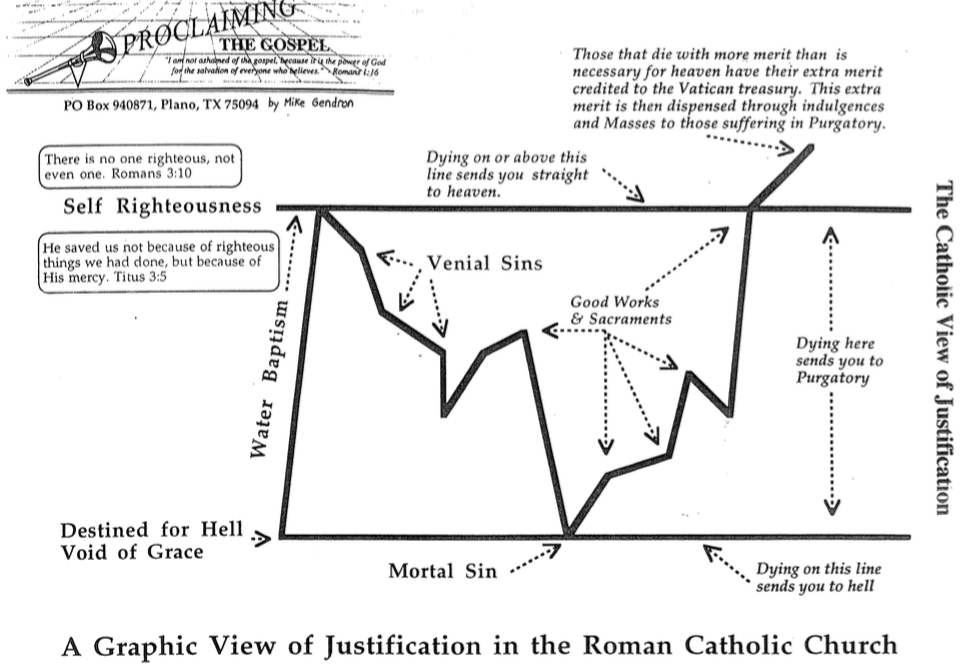 PROCLAIMING
THE GOSPEL
"I am not ashamed of the gospel, because it is the power of God
for the salvation of everyone who believes." - Romans 1:16
PO Box 940871, Plano, TX 75094 by Mike Gendron
Those that die with more merit than is
necessary for heaven have their extra merit
credited to the Vatican treasury. This extra
merit is then dispensed through indulgences
and Masses to those suffering in Purgatory.
There is no one righteous, not
even one. Romans 3:10
Dying on or above this
line sends you straight
to heaven.
Self Righteousness
He saved us not because of righteous
things we had done, but because of
His mercy. Titus 3:5
Venial Sins
Good Works
& Sacraments
Water Baptism
Dying here
sends you to
Purgatory
The Catholic View of Justification
Destined for Hell
Void of Grace
Mortal Sin
Dying on this line
sends you to hell
A Graphic View of Justification in the Roman Catholic Church